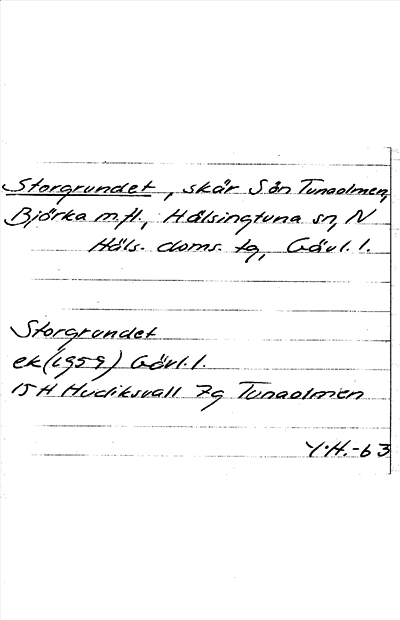 Storgrundet, skär S ön Tunaolmen,
Björka m.fl., Hälsingtuna sn, N
Häls. doms. tg, Gävl. l.
Storgrundet
ek (1959) Gävl. l.
15 H Hudiksvall 7g Tunaolmen
Y.H.-63